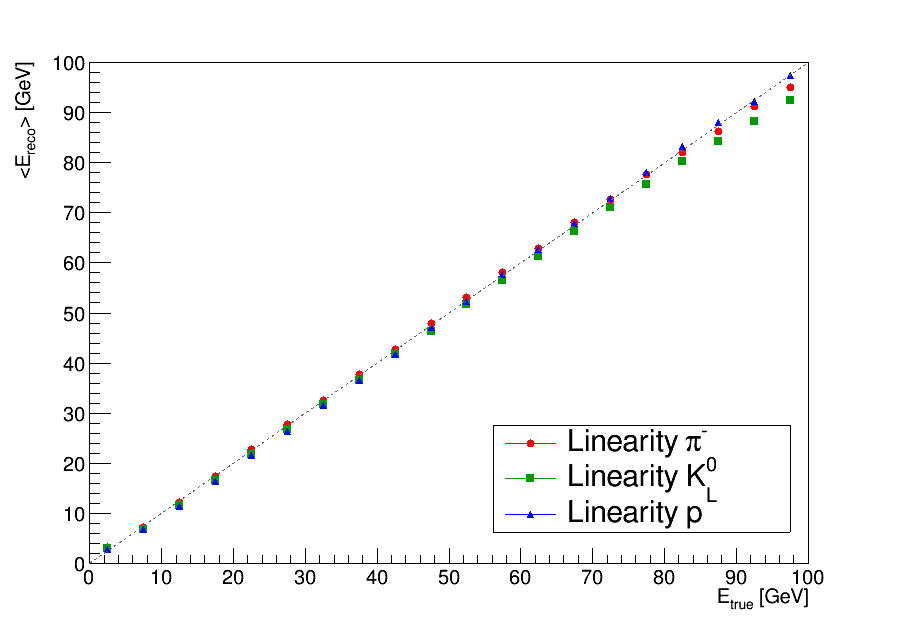 <E_reco> [GeV]
100
90
80
70
60
50
40
30
20
10
0
Linearity π⁻
Linearity K⁰_L
Linearity p
0 10 20 30 40 50 60 70 80 90 100
E_true [GeV]